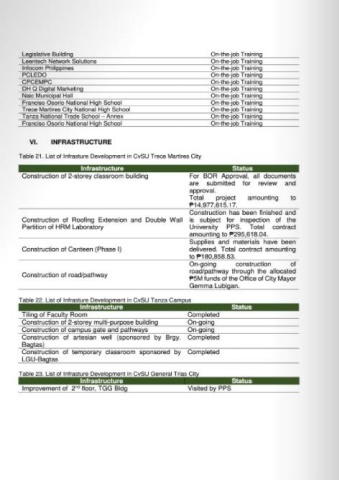 Legislative Building On-the-job Training
Leentech Network Solutions On-the-job Training
Infocom Philippines On-the-job Training
PCLEDO On-the-job Training
CPCEMPC On-the-job Training
DH Q Digital Marketing On-the-job Training
Naic Municipal Hall On-the-job Training
Franciso Osorio National High School On-the-job Training
Trece Martires City National High School On-the-job Training
Tanza National Trade School – Annex On-the-job Training
Franciso Osorio National High School On-the-job Training
VI. INFRASTRUCTURE
Table 21. List of Infrasture Development in CvSU Trece Martires City
Infrastructure Status
Construction of 2-storey classroom building For BOR Approval, all documents
are submitted for review and
approval.
Total project amounting to
₱14,977,615.17.
Construction of Roofing Extension and Double Wall
Partition of HRM Laboratory
Construction has been finished and
is subject for inspection of the
University PPS. Total contract
amounting to ₱295,618.04.
Construction of Canteen (Phase I)
Supplies and materials have been
delivered. Total contract amounting
to ₱180,858.53.
Construction of road/pathway
On-going construction of
road/pathway through the allocated
₱5M funds of the Office of City Mayor
Gemma Lubigan.
Table 22. List of Infrasture Development in CvSU Tanza Campus
Infrastructure Status
Tiling of Faculty Room Completed
Construction of 2-storey multi-purpose building On-going
Construction of campus gate and pathways On-going
Construction of artesian well (sponsored by Brgy. Completed
Bagtas)
Construction of temporary classroom sponsored by Completed
LGU-Bagtas
Table 23. List of Infrasture Development in CvSU General Trias City
Infrastructure Status
Improvement of 2nd floor, TGG Bldg Visited by PPS